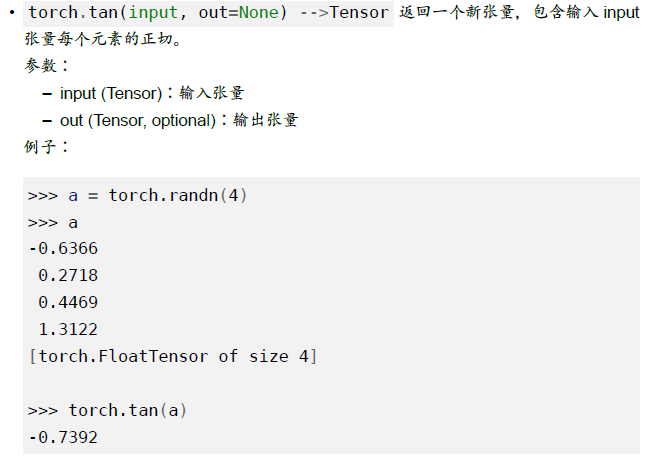 • torch.tan(input, out=None) -->Tensor 返回一个新张量，包含输入 input
张量每个元素的正切。
参数：
– input (Tensor)：输入张量
– out (Tensor, optional)：输出张量
例子：
>>> a = torch.randn(4)
>>> a
-0.6366
0.2718
0.4469
1.3122
[torch.FloatTensor of size 4]
>>> torch.tan(a)
-0.7392